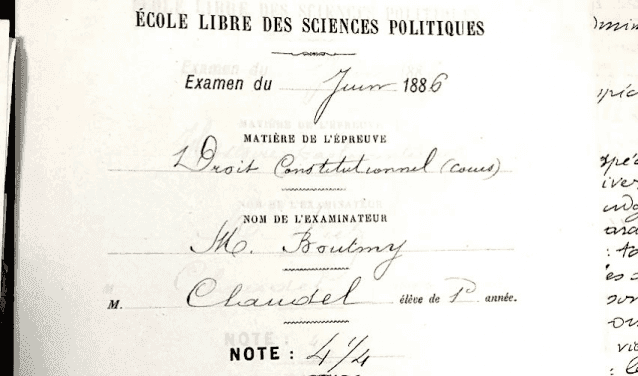 ÉCOLE LIBRE DES SCIENCES POLITIQUES
Examen du Juin 1886
MATIÈRE DE L'ÉPREUVE
Droit Constitutionnel (cours)
NOM DE L'EXAMINATEUR
M. Boutmy
M. Claudel élève de 1re année.
NOTE : 4 1/4